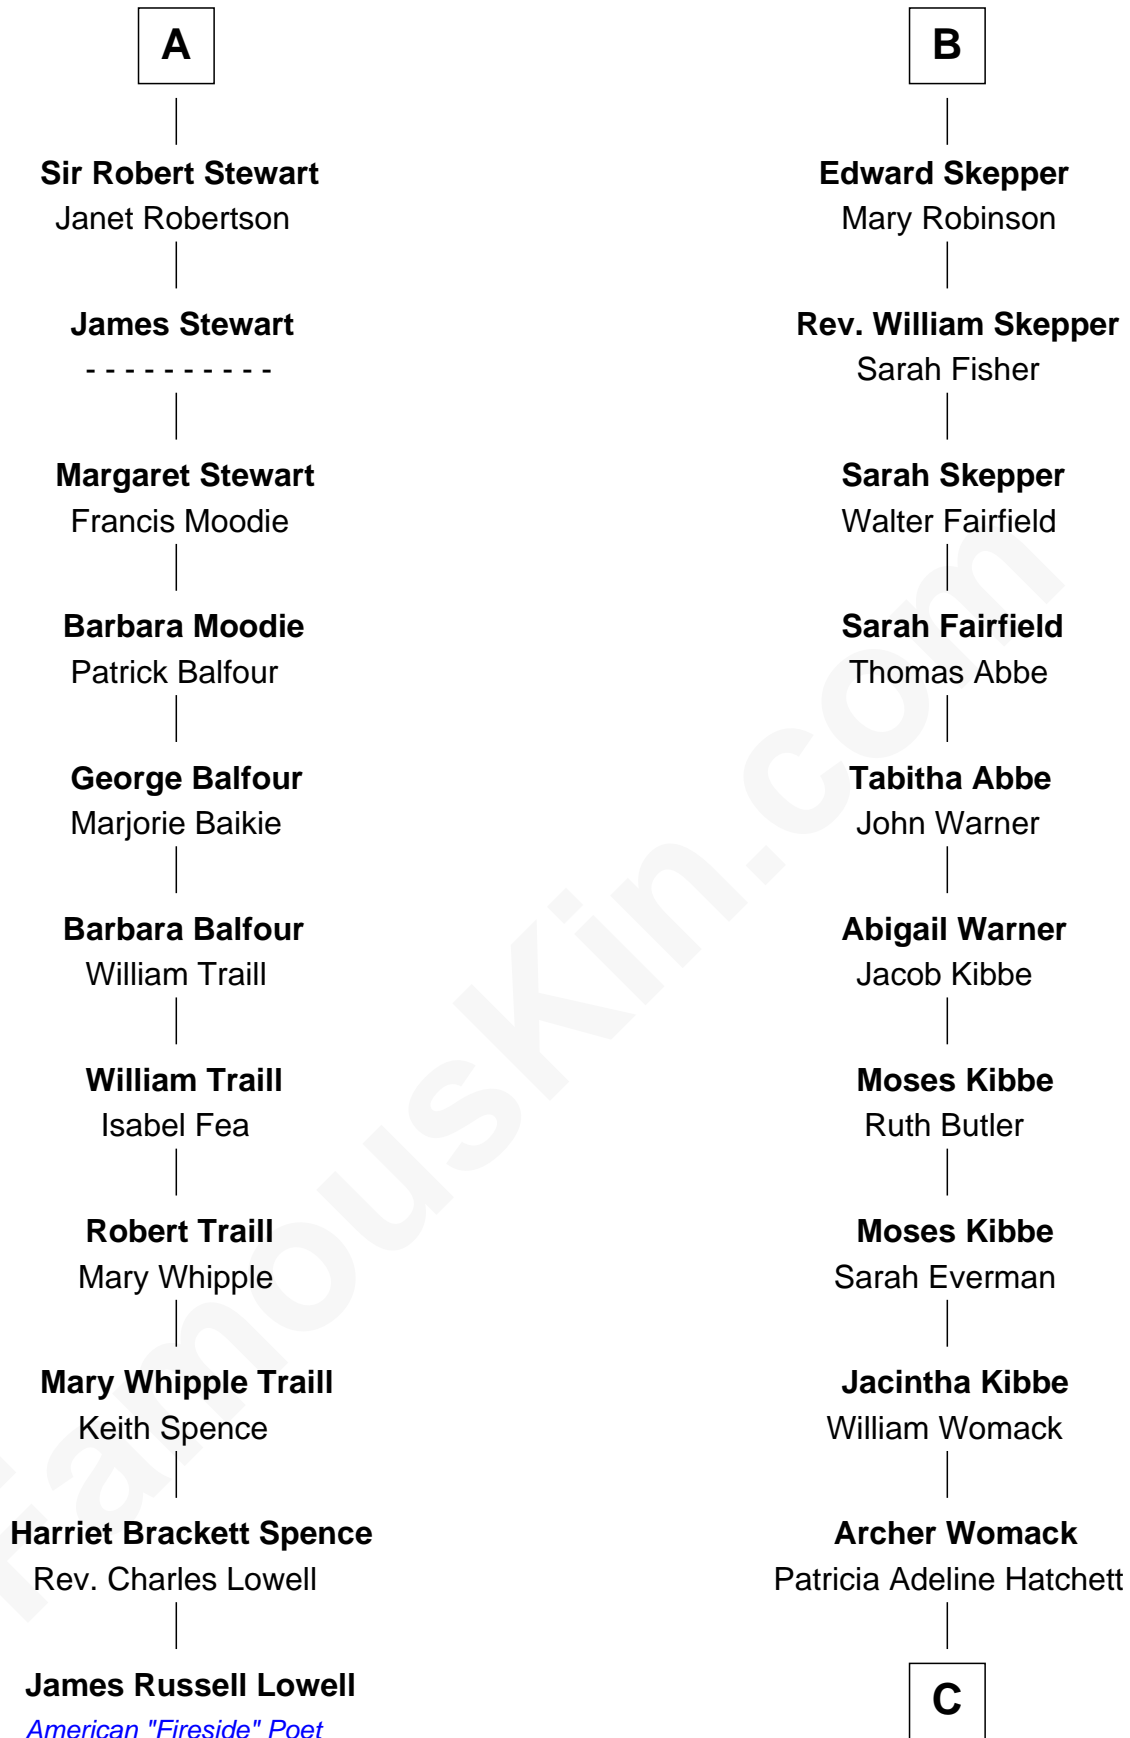 A
Sir Robert Stewart
Janet Robertson
James Stewart
- - - - - - - - - -
Margaret Stewart
Francis Moodie
Barbara Moodie
Patrick Balfour
George Balfour
Marjorie Baikie
Barbara Balfour
William Traill
William Traill
Isabel Fea
Robert Traill
Mary Whipple
Mary Whipple Traill
Keith Spence
Harriet Brackett Spence
Rev. Charles Lowell
James Russell Lowell
American "Fireside" Poet
B
Edward Skepper
Mary Robinson
Rev. William Skepper
Sarah Fisher
Sarah Skepper
Walter Fairfield
Sarah Fairfield
Thomas Abbe
Tabitha Abbe
John Warner
Abigail Warner
Jacob Kibbe
Moses Kibbe
Ruth Butler
Moses Kibbe
Sarah Everman
Jacintha Kibbe
William Womack
Archer Womack
Patricia Adeline Hatchett
C
FamousKin.com